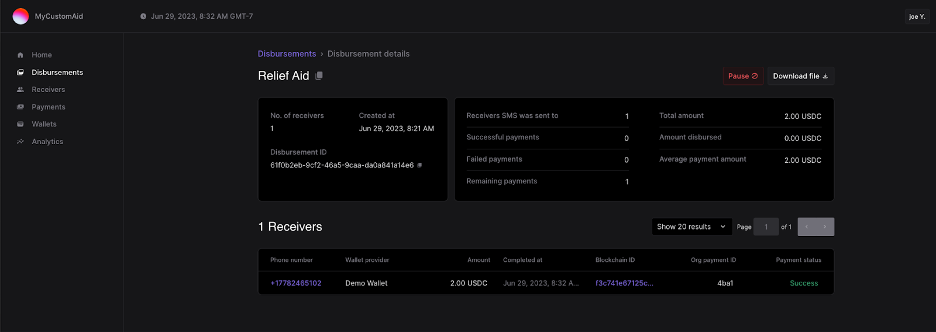 MyCustomAid
Jun 29, 2023, 8:32 AM GMT-7
joe Y.
Home
Disbursements
Receivers
Payments
Wallets
Analytics
Disbursements › Disbursement details
Relief Aid
Pause
Download file
No. of receivers
1
Created at
Jun 29, 2023, 8:21 AM
Disbursement ID
61f0b2eb-9cf2-46a5-9caa-da0a841a14e6
Receivers SMS was sent to 1
Successful payments 0
Failed payments 0
Remaining payments 1
Total amount 2.00 USDC
Amount disbursed 0.00 USDC
Average payment amount 2.00 USDC
1 Receivers
Show 20 results
Page 1 of 1
Phone number Wallet provider Amount Completed at Blockchain ID Org payment ID Payment status
+17782465102 Demo Wallet 2.00 USDC Jun 29, 2023, 8:32 A... f3c741e67125c... 4ba1 Success